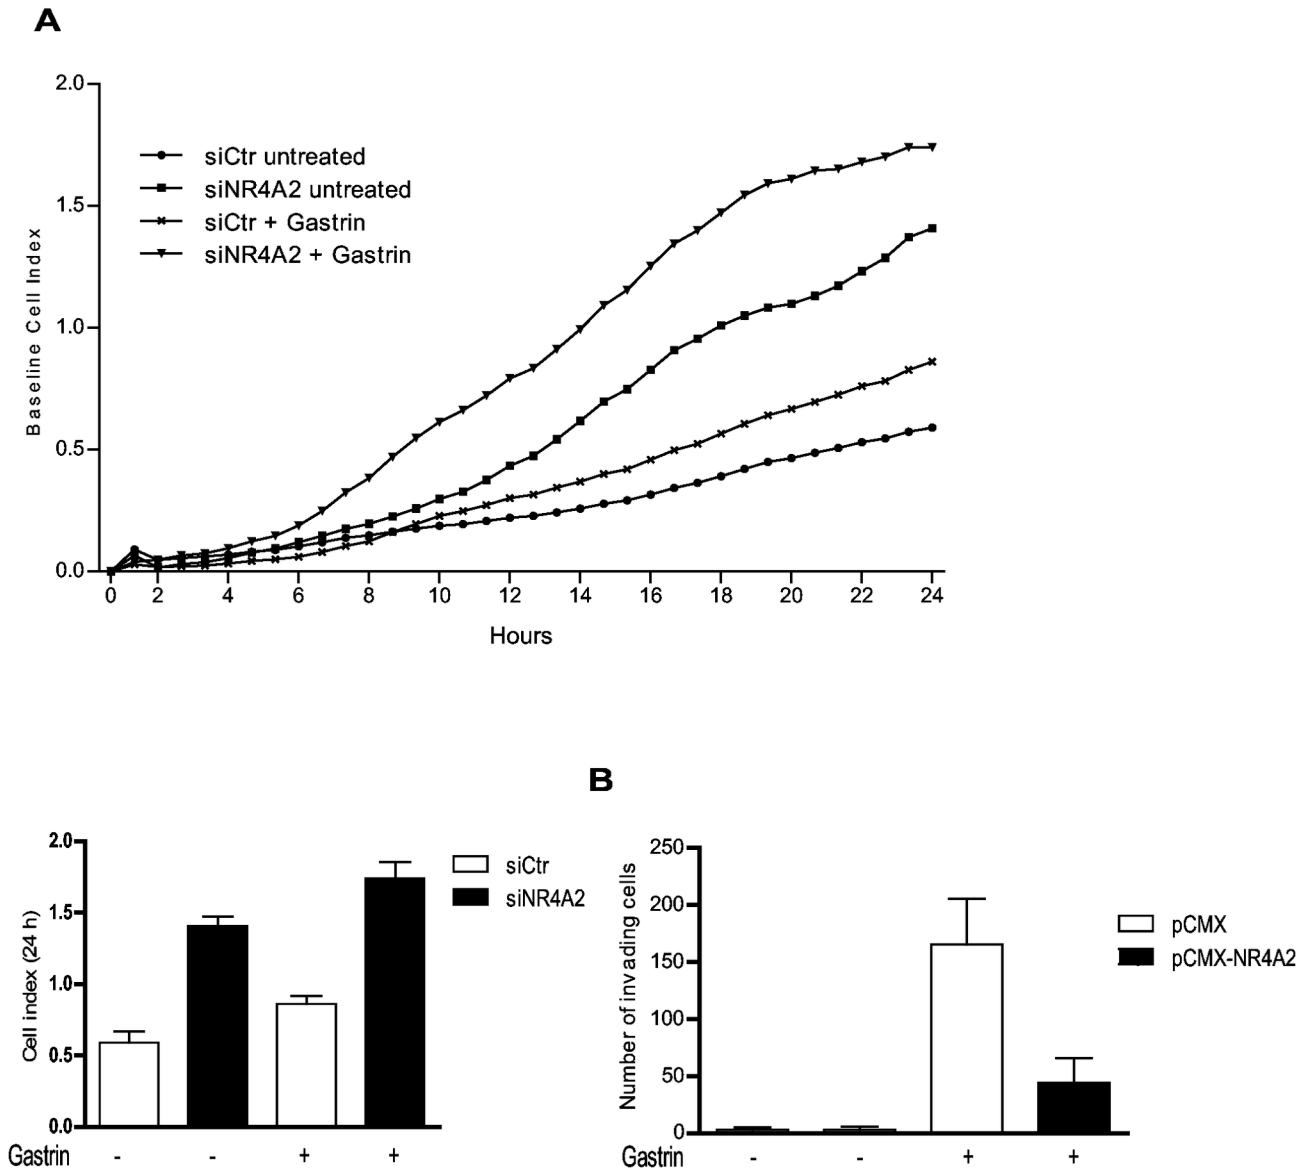 A
2.0
1.5
1.0
0.5
0.0
Baseline Cell Index
siCtr untreated
siNR4A2 untreated
siCtr + Gastrin
siNR4A2 + Gastrin
0 2 4 6 8 10 12 14 16 18 20 22 24
Hours
2.0
1.5
1.0
0.5
0.0
Cell index (24 h)
siCtr
siNR4A2
Gastrin - - + +
B
250
200
150
100
50
0
Number of invading cells
pCMX
pCMX-NR4A2
Gastrin - - + +